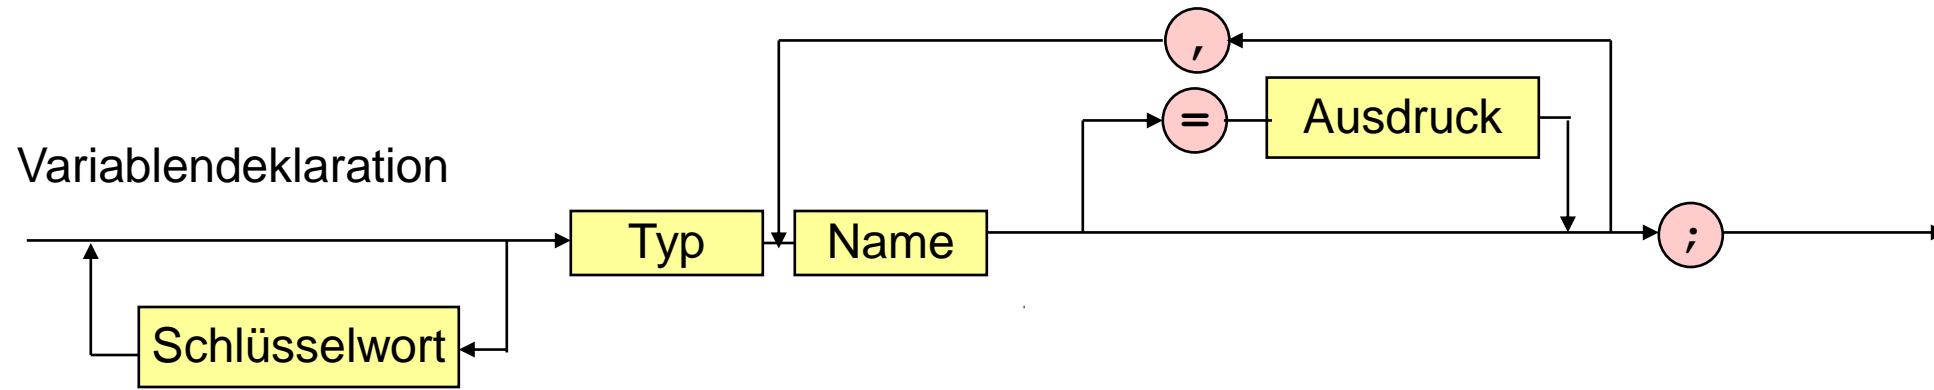 ,
= Ausdruck
Variablendeklaration
Typ Name ;
Schlüsselwort